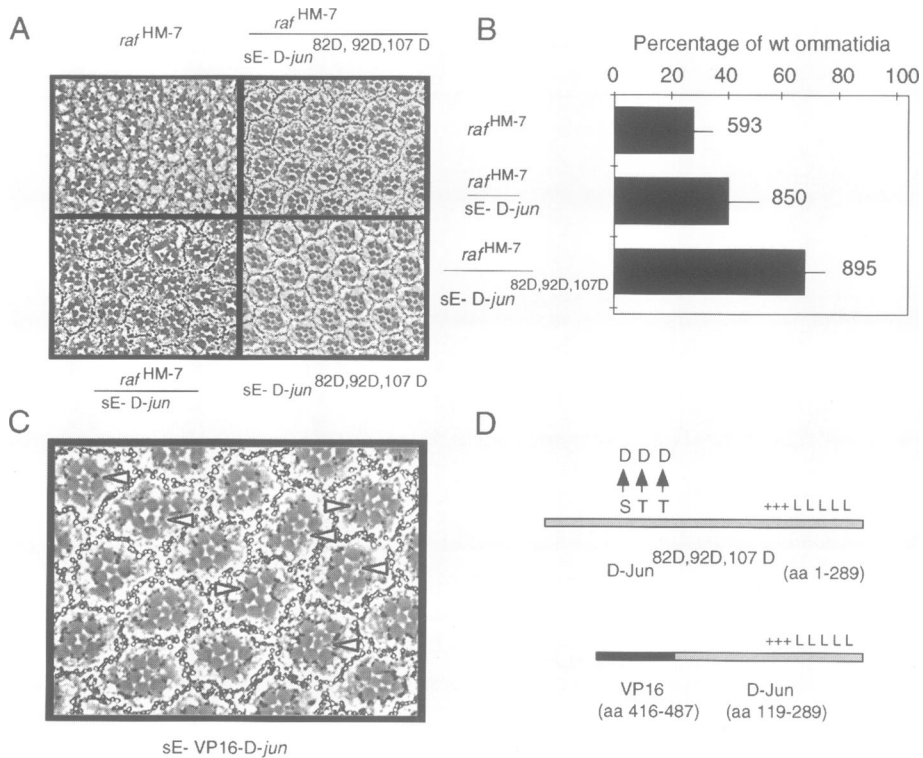 A
raf HM-7
raf HM-7
sE- D-jun 82D, 92D,107 D
raf HM-7
sE- D-jun
sE- D-jun 82D,92D,107 D
B
Percentage of wt ommatidia
0 20 40 60 80 100
raf HM-7
593
raf HM-7
sE- D-jun
850
raf HM-7
sE- D-jun 82D,92D,107D
895
C
sE- VP16-D-jun
D
D D D
S T T
+++ L L L L L
D-Jun 82D,92D,107 D (aa 1-289)
+++ L L L L L
VP16 D-Jun
(aa 416-487) (aa 119-289)